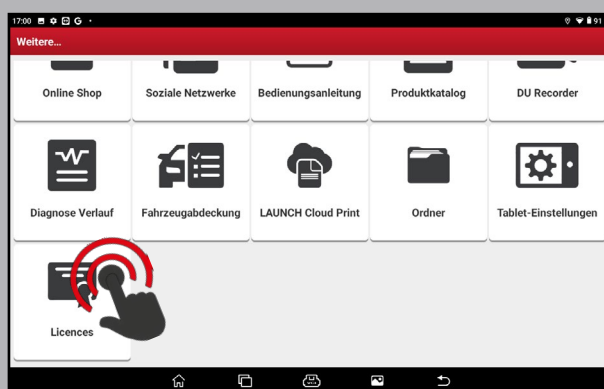 17:00
91
Weitere...
Online Shop
Soziale Netzwerke
Bedienungsanleitung
Produktkatalog
DU Recorder
Diagnose Verlauf
Fahrzeugabdeckung
LAUNCH Cloud Print
Ordner
Tablet-Einstellungen
Licences